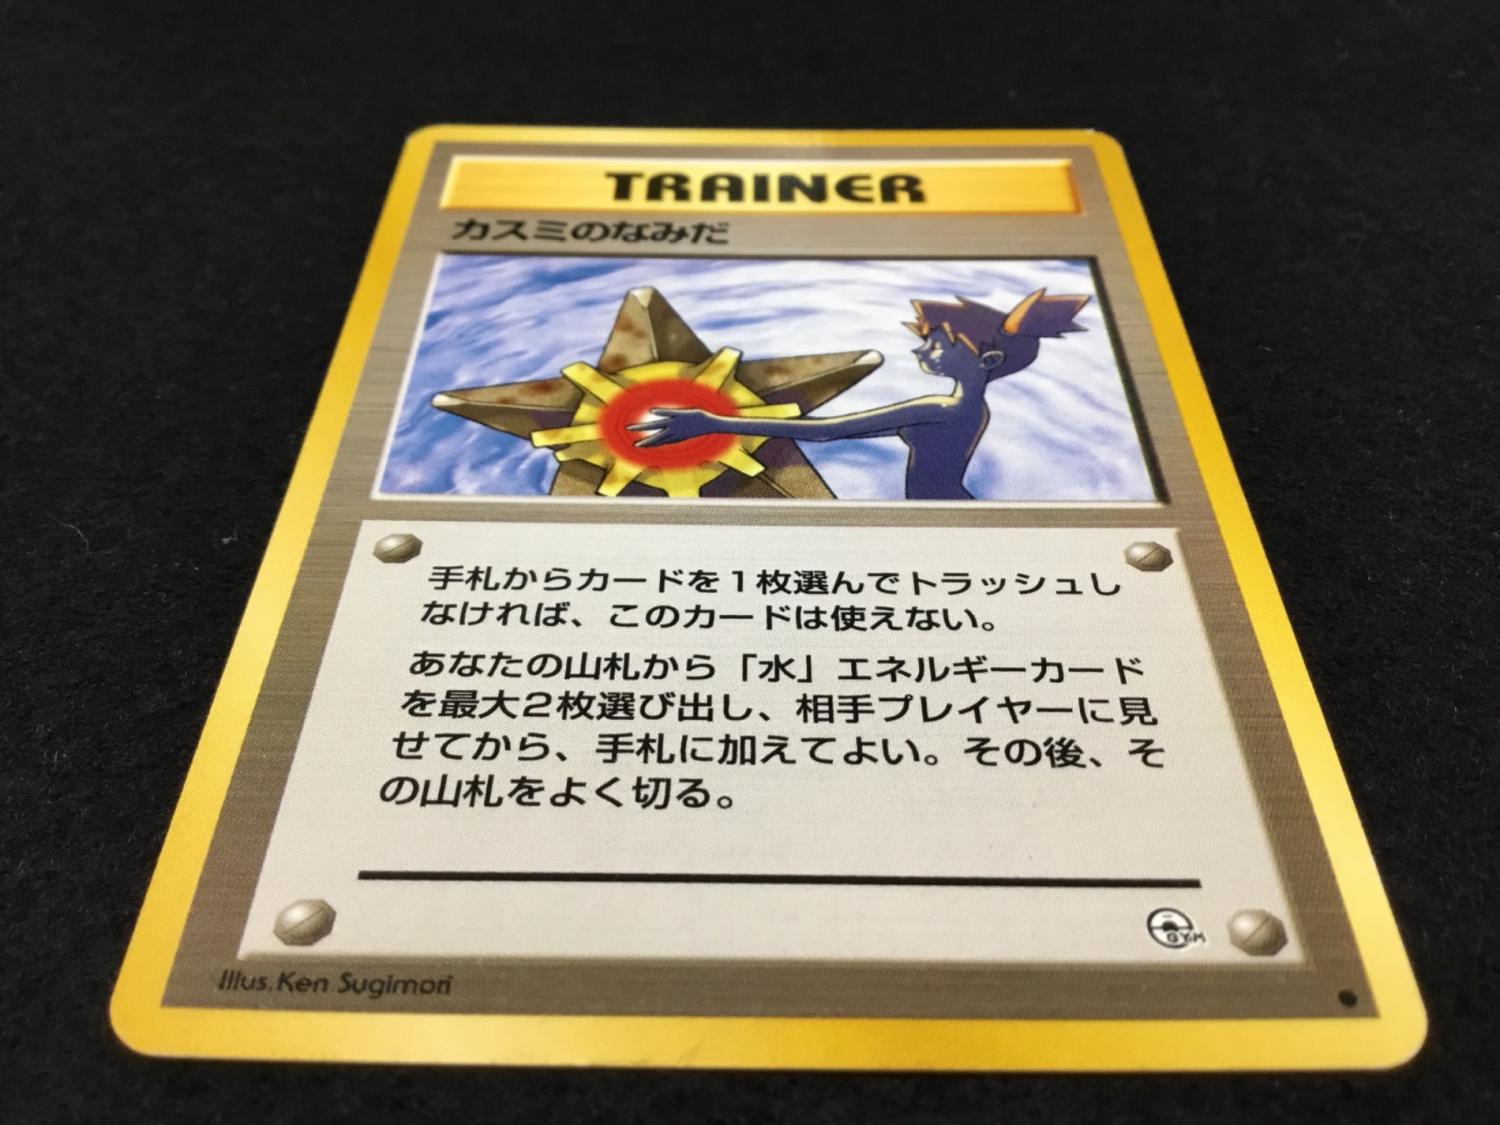 TRAINER
カスミのなみだ
手札からカードを1枚選んでトラッシュし
なければ、このカードは使えない。
あなたの山札から「水」エネルギーカード
を最大2枚選び出し、相手プレイヤーに見
せてから、手札に加えてよい。その後、そ
の山札をよく切る。
GYM
Illus.Ken Sugimori